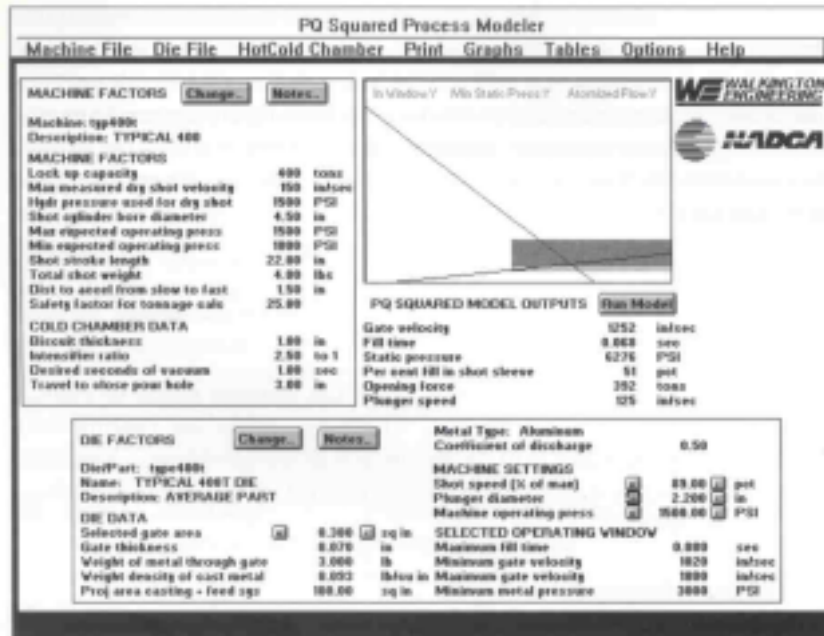 PQ Squared Process Modeler
Machine File Die File HotCold Chamber Print Graphs Tables Options Help
MACHINE FACTORS Change.. Notes..
Machine: typ400t
Description: TYPICAL 400
MACHINE FACTORS
Lock up capacity 400 tons
Max measured dry shot velocity 150 in/sec
Hydr pressure used for dry shot 1500 PSI
Shot cylinder bore diameter 4.50 in
Max expected operating press 1500 PSI
Min expected operating press 1000 PSI
Shot stroke length 22.00 in
Total shot weight 4.00 lbs
Dist to accel from slow to fast 1.50 in
Safety factor for tonnage calc 25.00
COLD CHAMBER DATA
Biscuit thickness 1.00 in
Intensifier ratio 2.50 to 1
Desired seconds of vacuum 1.00 sec
Travel to close pour hole 3.00 in
In Window Y Min Static Press Y Atomized Flow Y
WE WALKINGTON ENGINEERING
NADCA
PQ SQUARED MODEL OUTPUTS Run Model
Gate velocity 1252 in/sec
Fill time 0.068 sec
Static pressure 6276 PSI
Per cent fill in shot sleeve 51 pct
Opening force 392 tons
Plunger speed 125 in/sec
DIE FACTORS Change.. Notes..
Die/Part: type400t
Name: TYPICAL 400T DIE
Description: AVERAGE PART
DIE DATA
Selected gate area 0.300 sq in
Gate thickness 0.070 in
Weight of metal through gate 3.000 lb
Weight density of cast metal 0.093 lb/cu in
Proj area casting + feed sys 100.00 sq in
Metal Type: Aluminum
Coefficient of discharge 0.50
MACHINE SETTINGS
Shot speed (% of max) 89.00 pct
Plunger diameter 2.200 in
Machine operating press 1500.00 PSI
SELECTED OPERATING WINDOW
Maximum fill time 0.080 sec
Minimum gate velocity 1020 in/sec
Maximum gate velocity 1800 in/sec
Minimum metal pressure 3000 PSI